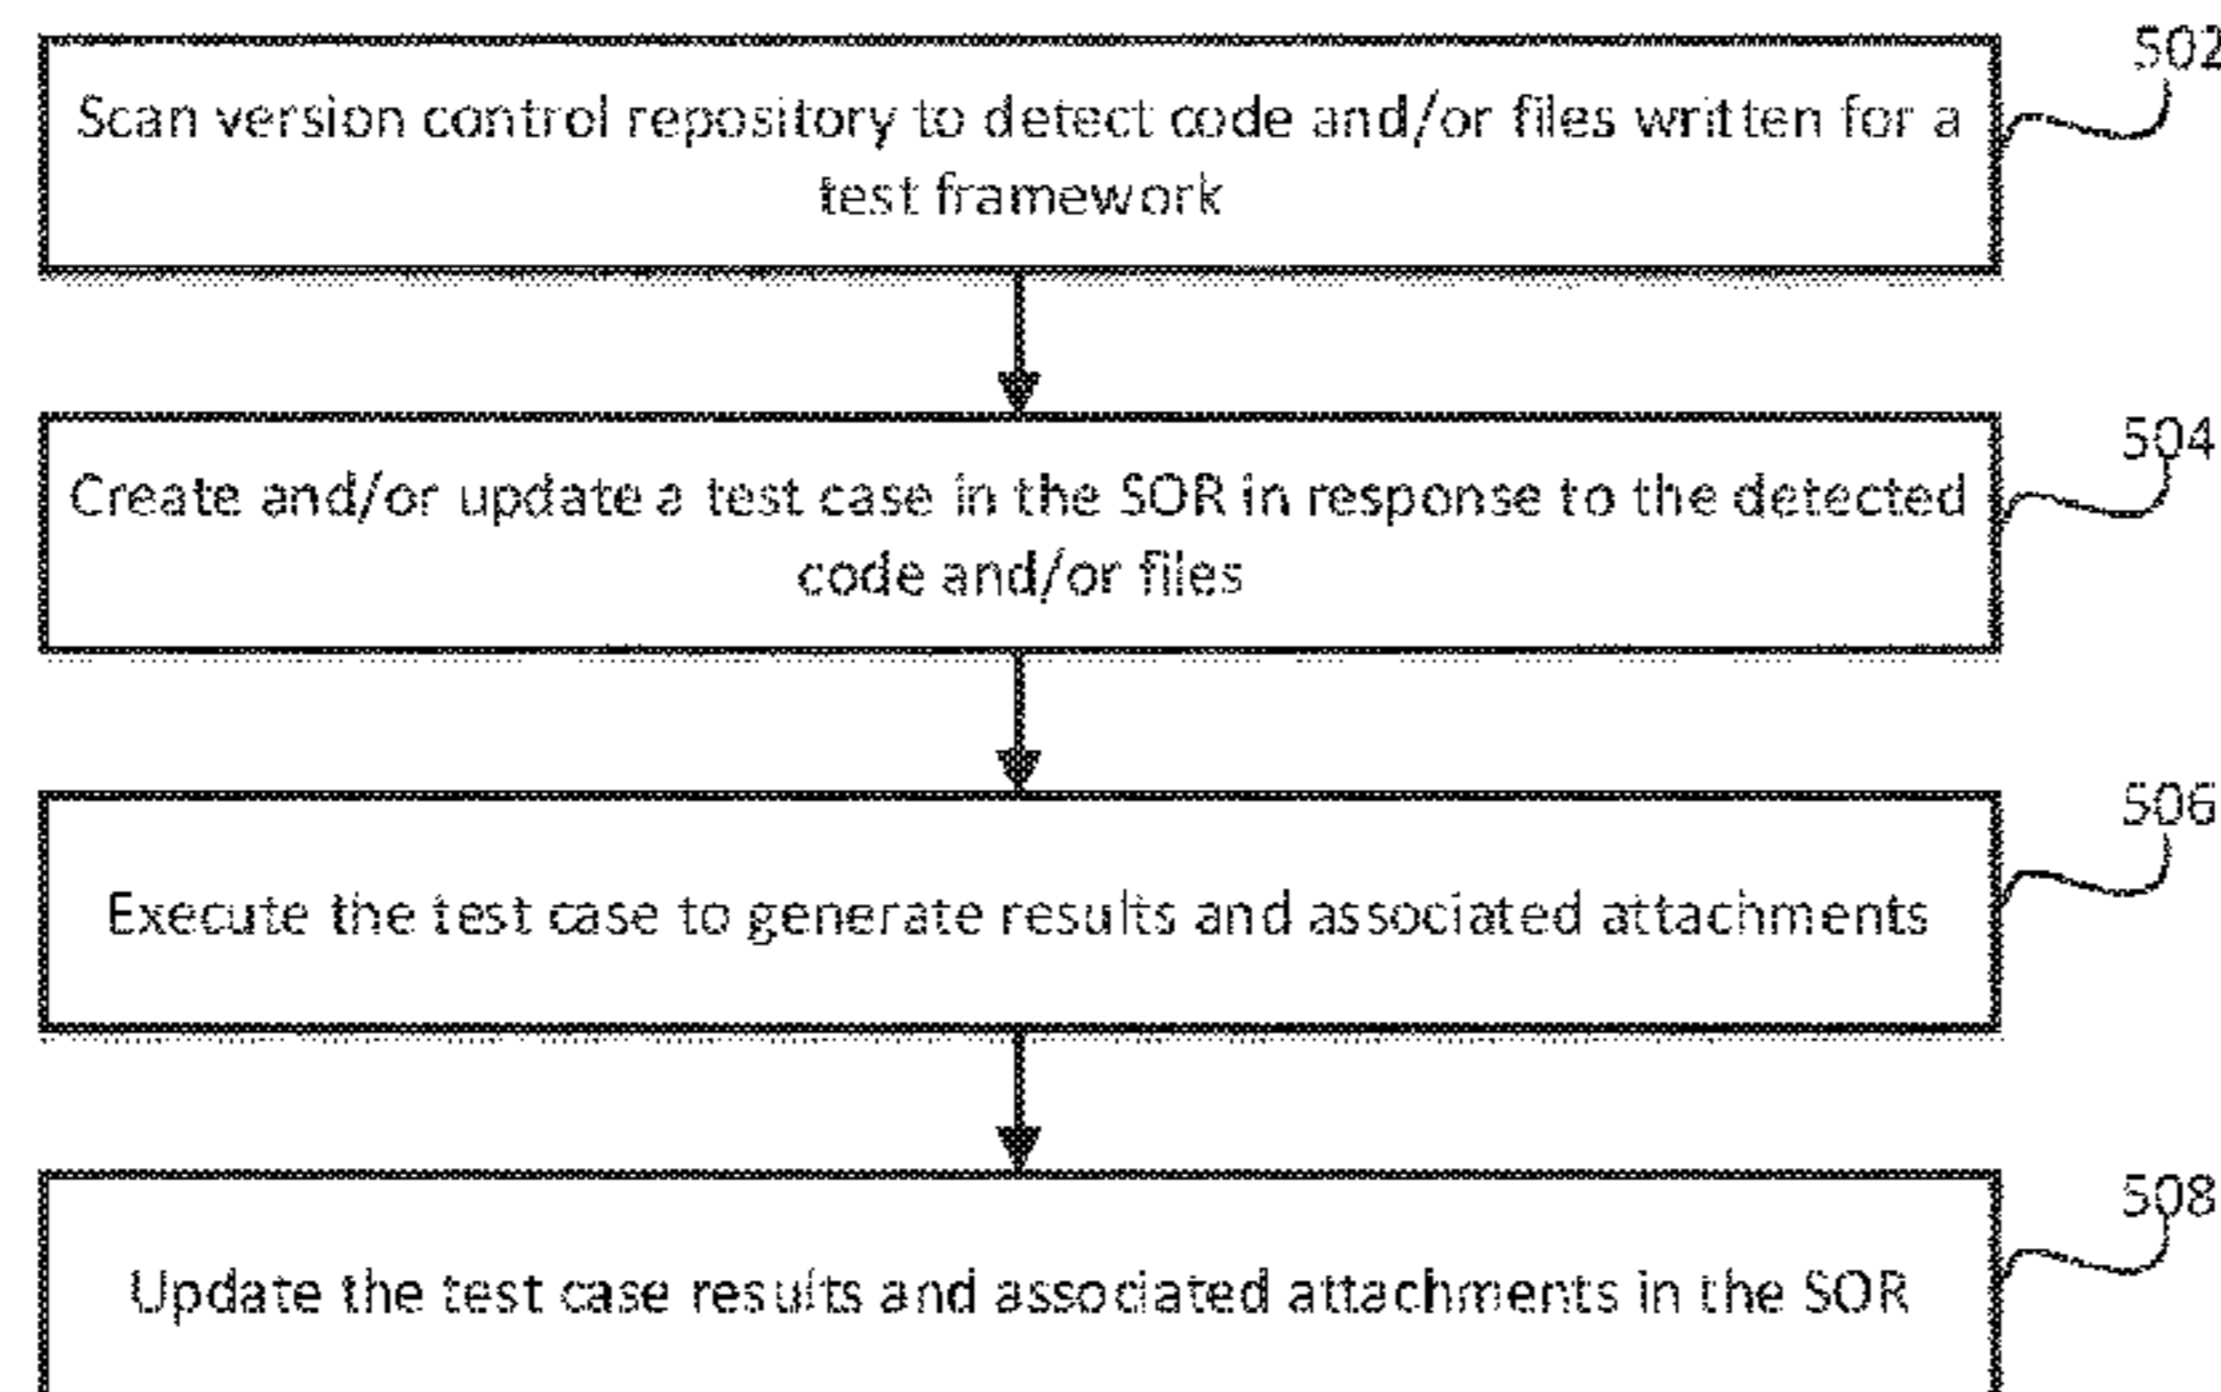 502
Scan version control repository to detect code and/or files written for a
test framework
504
Create and/or update a test case in the SOR in response to the detected
code and/or files
506
Execute the test case to generate results and associated attachments
508
Update the test case results and associated attachments in the SOR